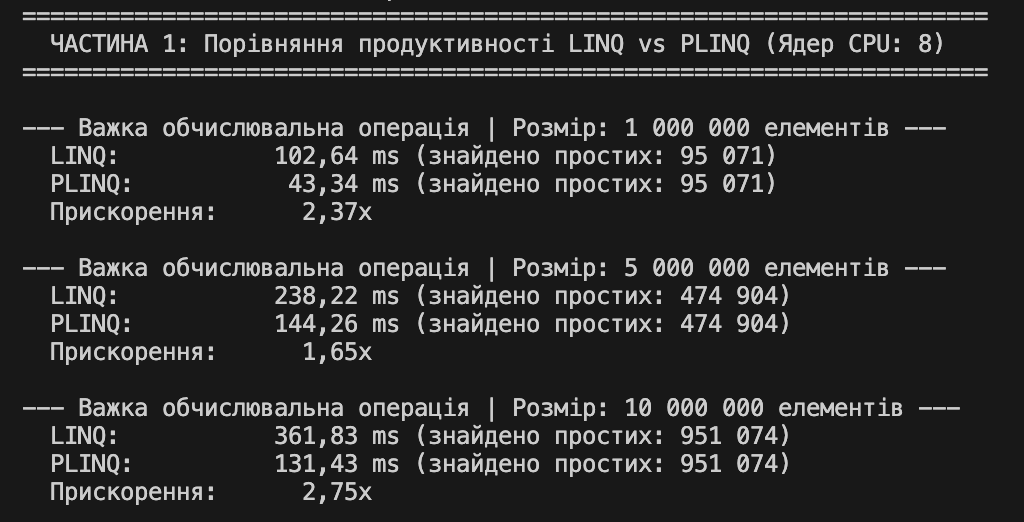 ====================================================================
ЧАСТИНА 1: Порівняння продуктивності LINQ vs PLINQ (Ядер CPU: 8)
====================================================================
--- Важка обчислювальна операція | Розмір: 1 000 000 елементів ---
LINQ: 102,64 ms (знайдено простих: 95 071)
PLINQ: 43,34 ms (знайдено простих: 95 071)
Прискорення: 2,37x
--- Важка обчислювальна операція | Розмір: 5 000 000 елементів ---
LINQ: 238,22 ms (знайдено простих: 474 904)
PLINQ: 144,26 ms (знайдено простих: 474 904)
Прискорення: 1,65x
--- Важка обчислювальна операція | Розмір: 10 000 000 елементів ---
LINQ: 361,83 ms (знайдено простих: 951 074)
PLINQ: 131,43 ms (знайдено простих: 951 074)
Прискорення: 2,75x